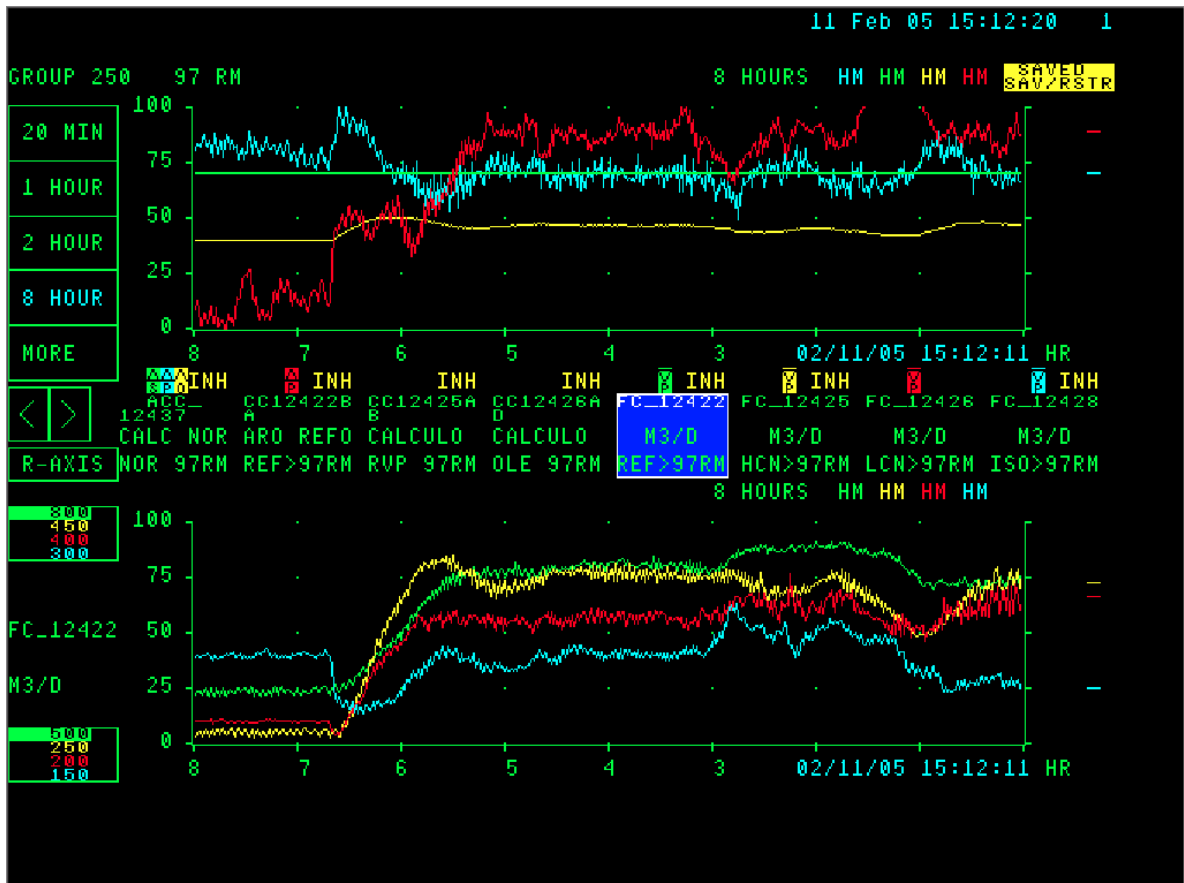 11 Feb 05 15:12:20 1
GROUP 250 97 RM 8 HOURS HM HM HM HM SAVED
SAV/RSTR
20 MIN
1 HOUR
2 HOUR
8 HOUR
MORE
100
75
50
25
0
8 7 6 5 4 3 02/11/05 15:12:11 HR
INH INH INH INH INH INH
ACC_ CC12422B CC12425A CC12426A FC_12422 FC_12425 FC_12426 FC_12428
12437 A B D
CALC NOR ARO REFO CALCULO CALCULO M3/D M3/D M3/D M3/D
R-AXIS NOR 97RM REF>97RM RVP 97RM OLE 97RM REF>97RM HCN>97RM LCN>97RM ISO>97RM
8 HOURS HM HM HM HM
800
450
400
300
FC_12422
M3/D
500
250
200
150
100
75
50
25
0
8 7 6 5 4 3 02/11/05 15:12:11 HR